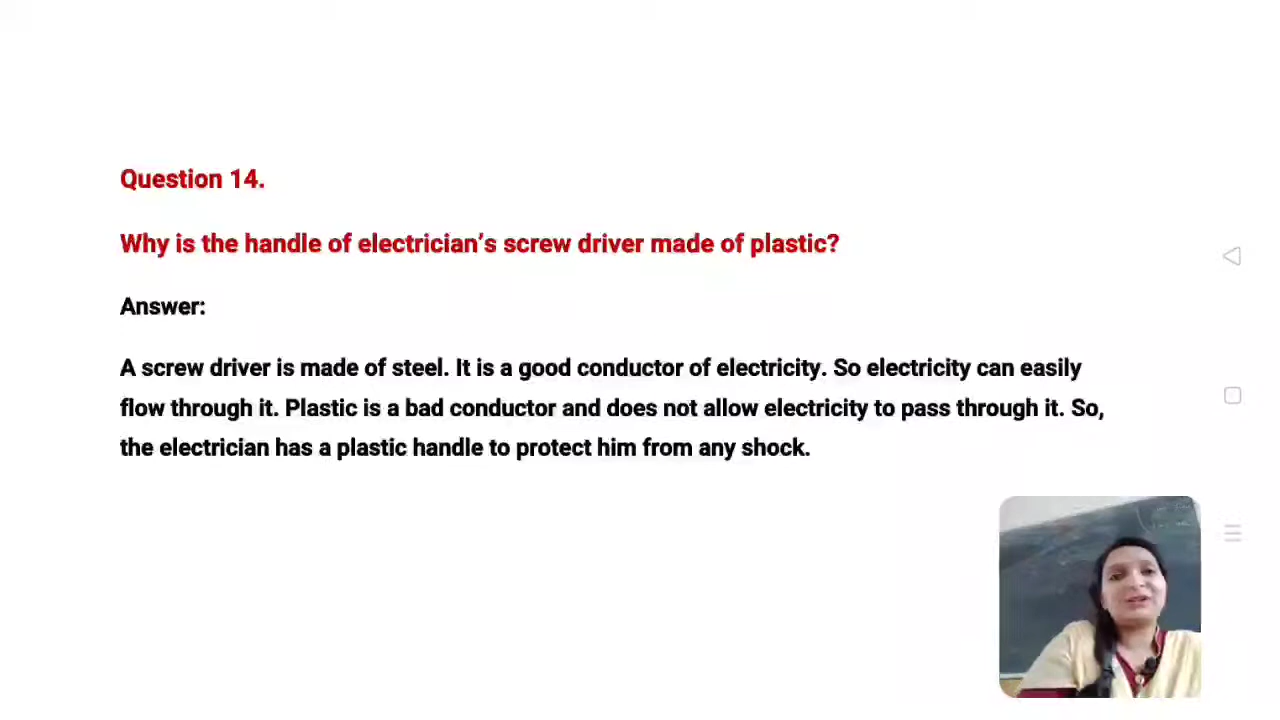 Question 14.
Why is the handle of electrician's screw driver made of plastic?
Answer:
A screw driver is made of steel. It is a good conductor of electricity. So electricity can easily
flow through it. Plastic is a bad conductor and does not allow electricity to pass through it. So,
the electrician has a plastic handle to protect him from any shock.